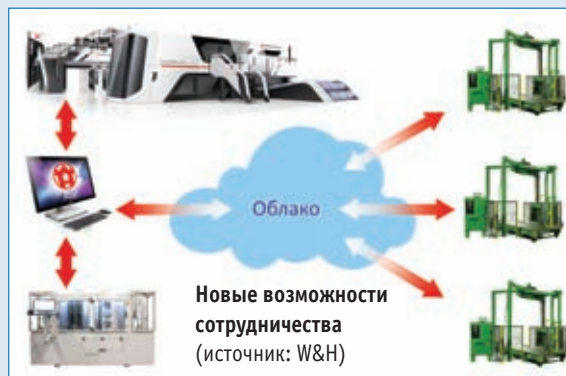 Облако
Новые возможности
сотрудничества
(источник: W&H)